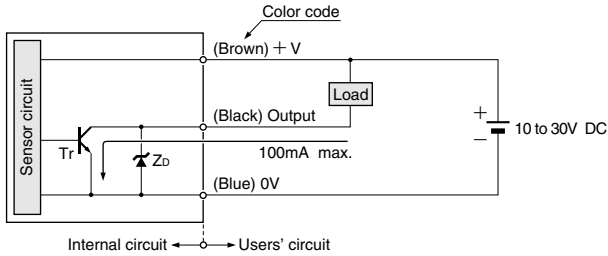 Color code
(Brown) + V
Sensor circuit
Load
(Black) Output
+
10 to 30V DC
−
Tr
ZD
100mA max.
(Blue) 0V
Internal circuit
Users' circuit